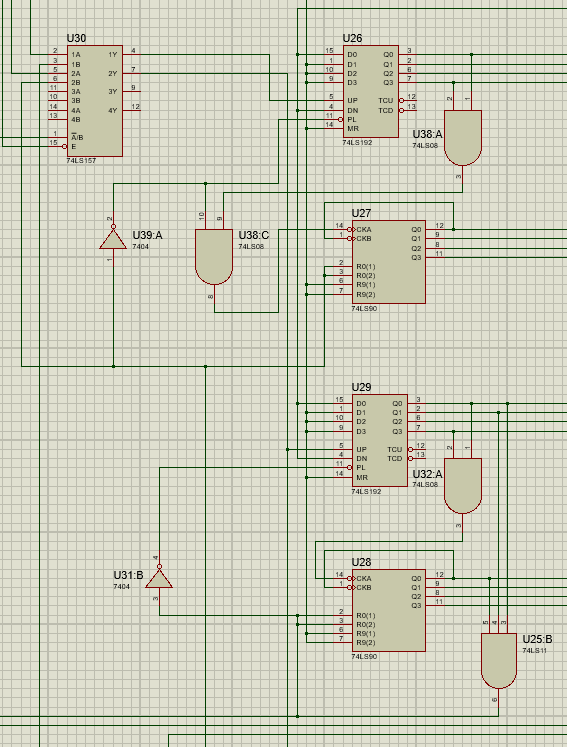 U30
2 1A 1Y 4
3 1B
5 2A 2Y 7
6 2B
11 3A 3Y 9
10 3B
14 4A 4Y 12
13 4B
1 A/B
15 E
74LS157
U26
15 D0 Q0 3
1 D1 Q1 2
10 D2 Q2 6
9 D3 Q3 7
5 UP TCU 12
4 DN TCD 13
11 PL
14 MR
74LS192
2 1
U38:A
74LS08
3
2
U39:A
7404
1
10 9
U38:C
74LS08
8
U27
14 CKA Q0 12
1 CKB Q1 9
Q2 8
Q3 11
2 R0(1)
3 R0(2)
6 R9(1)
7 R9(2)
74LS90
U29
15 D0 Q0 3
1 D1 Q1 2
10 D2 Q2 6
9 D3 Q3 7
5 UP TCU 12
4 DN TCD 13
11 PL
14 MR
74LS192
2 1
U32:A
74LS08
3
4
U31:B
7404
3
U28
14 CKA Q0 12
1 CKB Q1 9
Q2 8
Q3 11
2 R0(1)
3 R0(2)
6 R9(1)
7 R9(2)
74LS90
5 4 3
U25:B
74LS11
6